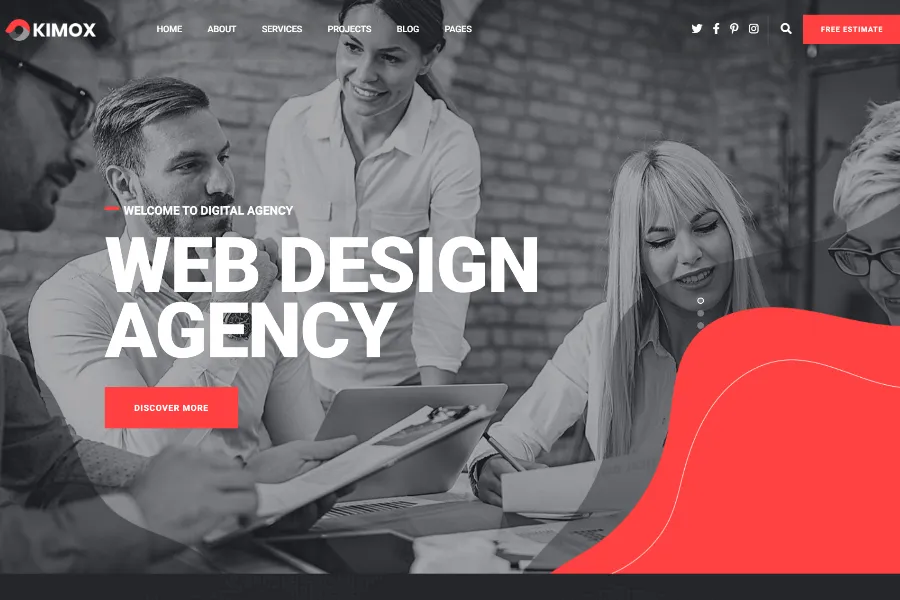 KIMOX
HOME ABOUT SERVICES PROJECTS BLOG PAGES
FREE ESTIMATE
WELCOME TO DIGITAL AGENCY
WEB DESIGN
AGENCY
DISCOVER MORE